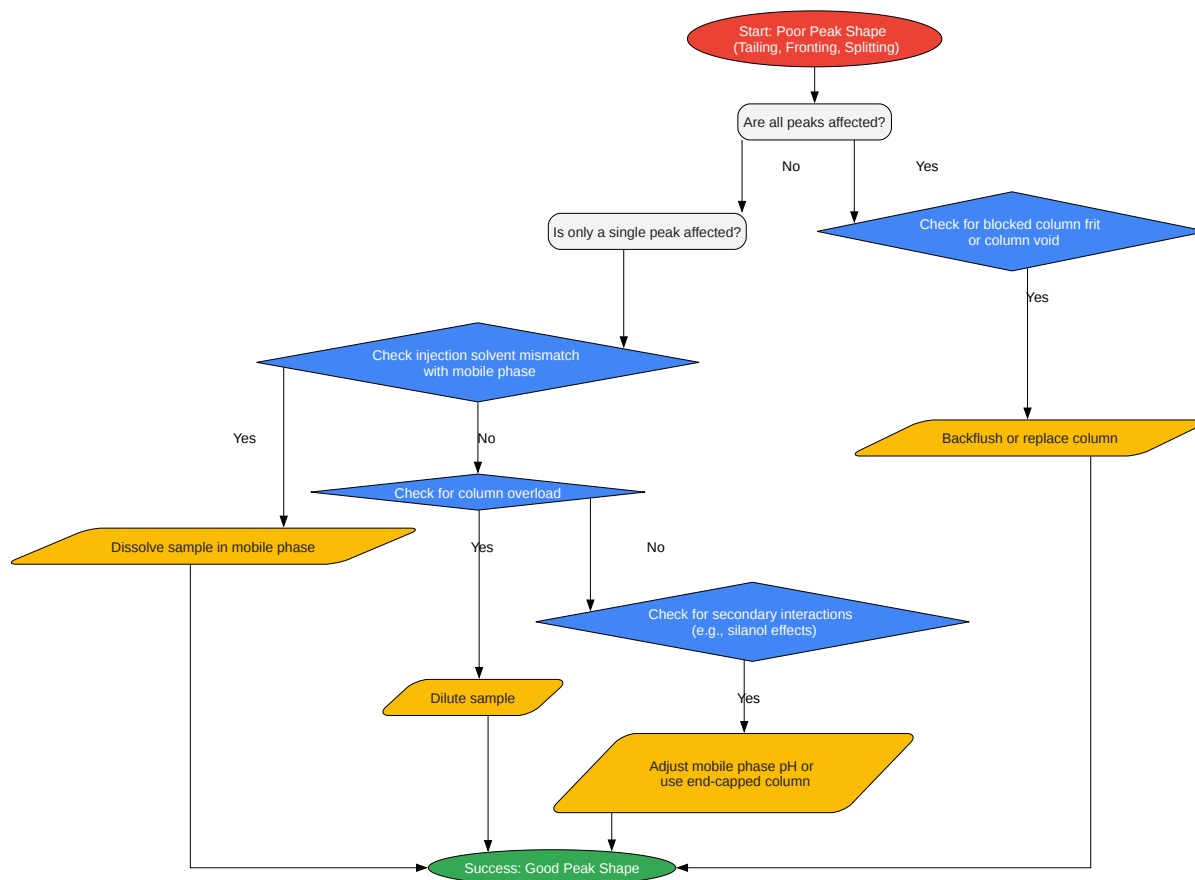 Start: Poor Peak Shape
(Tailing, Fronting, Splitting)
Are all peaks affected?
No
Yes
Is only a single peak affected?
Check for blocked column frit
or column void
Yes
Check injection solvent mismatch
with mobile phase
Yes
No
Backflush or replace column
Check for column overload
Dissolve sample in mobile phase
Yes
No
Check for secondary interactions
(e.g., silanol effects)
Dilute sample
Yes
Adjust mobile phase pH or
use end-capped column
Success: Good Peak Shape